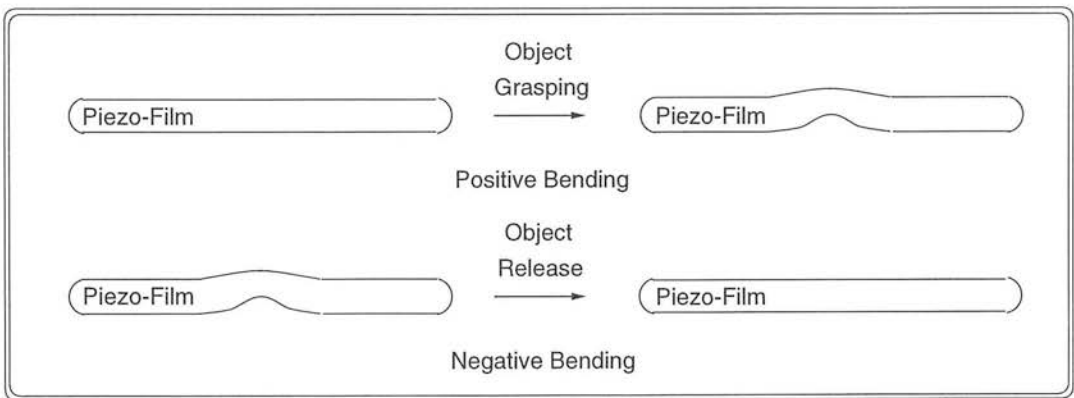 Object
Grasping
Piezo-Film
Piezo-Film
Positive Bending
Object
Release
Piezo-Film
Piezo-Film
Negative Bending